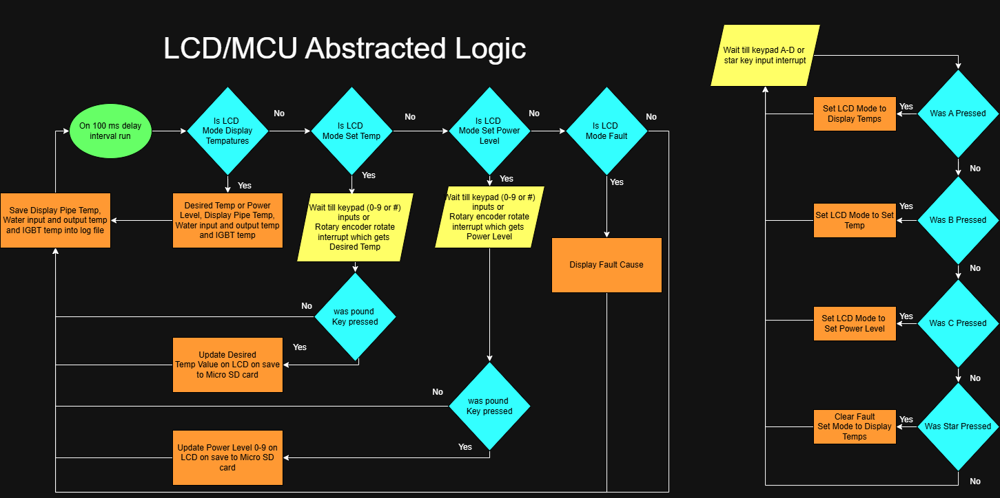 LCD/MCU Abstracted Logic
On 100 ms delay
interval run
Is LCD
Mode Display
Tempatures
No
Is LCD
Mode Set Temp
No
Is LCD
Mode Set Power
Level
No
Is LCD
Mode Fault
No
Yes
Yes
Yes
Yes
Save Display Pipe Temp,
Water input and output temp
and IGBT temp into log file
Desired Temp or Power
Level, Display Pipe Temp,
Water input and output temp
and IGBT temp
Wait till keypad (0-9 or #)
inputs or
Rotary encoder rotate
interrupt which gets
Desired Temp
Wait till keypad (0-9 or #)
inputs or
Rotary encoder rotate
interrupt which gets
Power Level
Display Fault Cause
No
was pound
Key pressed
Yes
Update Desired
Temp Value on LCD on save
to Micro SD card
No
was pound
Key pressed
Yes
Update Power Level 0-9 on
LCD on save to Micro SD
card
Wait till keypad A-D or
star key input interrupt
Was A Pressed
Yes
Set LCD Mode to
Display Temps
No
Was B Pressed
Yes
Set LCD Mode to Set
Temp
No
Was C Pressed
Yes
Set LCD Mode to
Set Power Level
No
Was Star Pressed
Yes
Clear Fault
Set Mode to Display
Temps
No